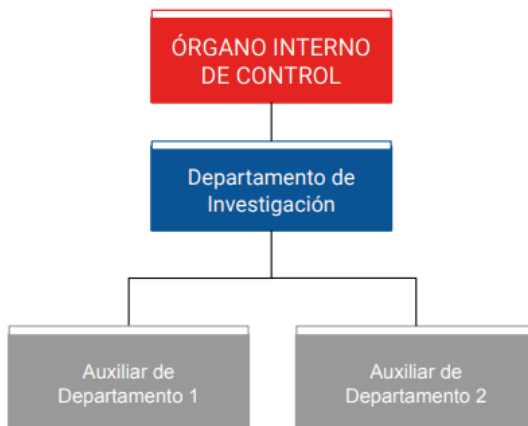 ÓRGANO INTERNO
DE CONTROL
Departamento de
Investigación
Auxiliar de
Departamento 1
Auxiliar de
Departamento 2